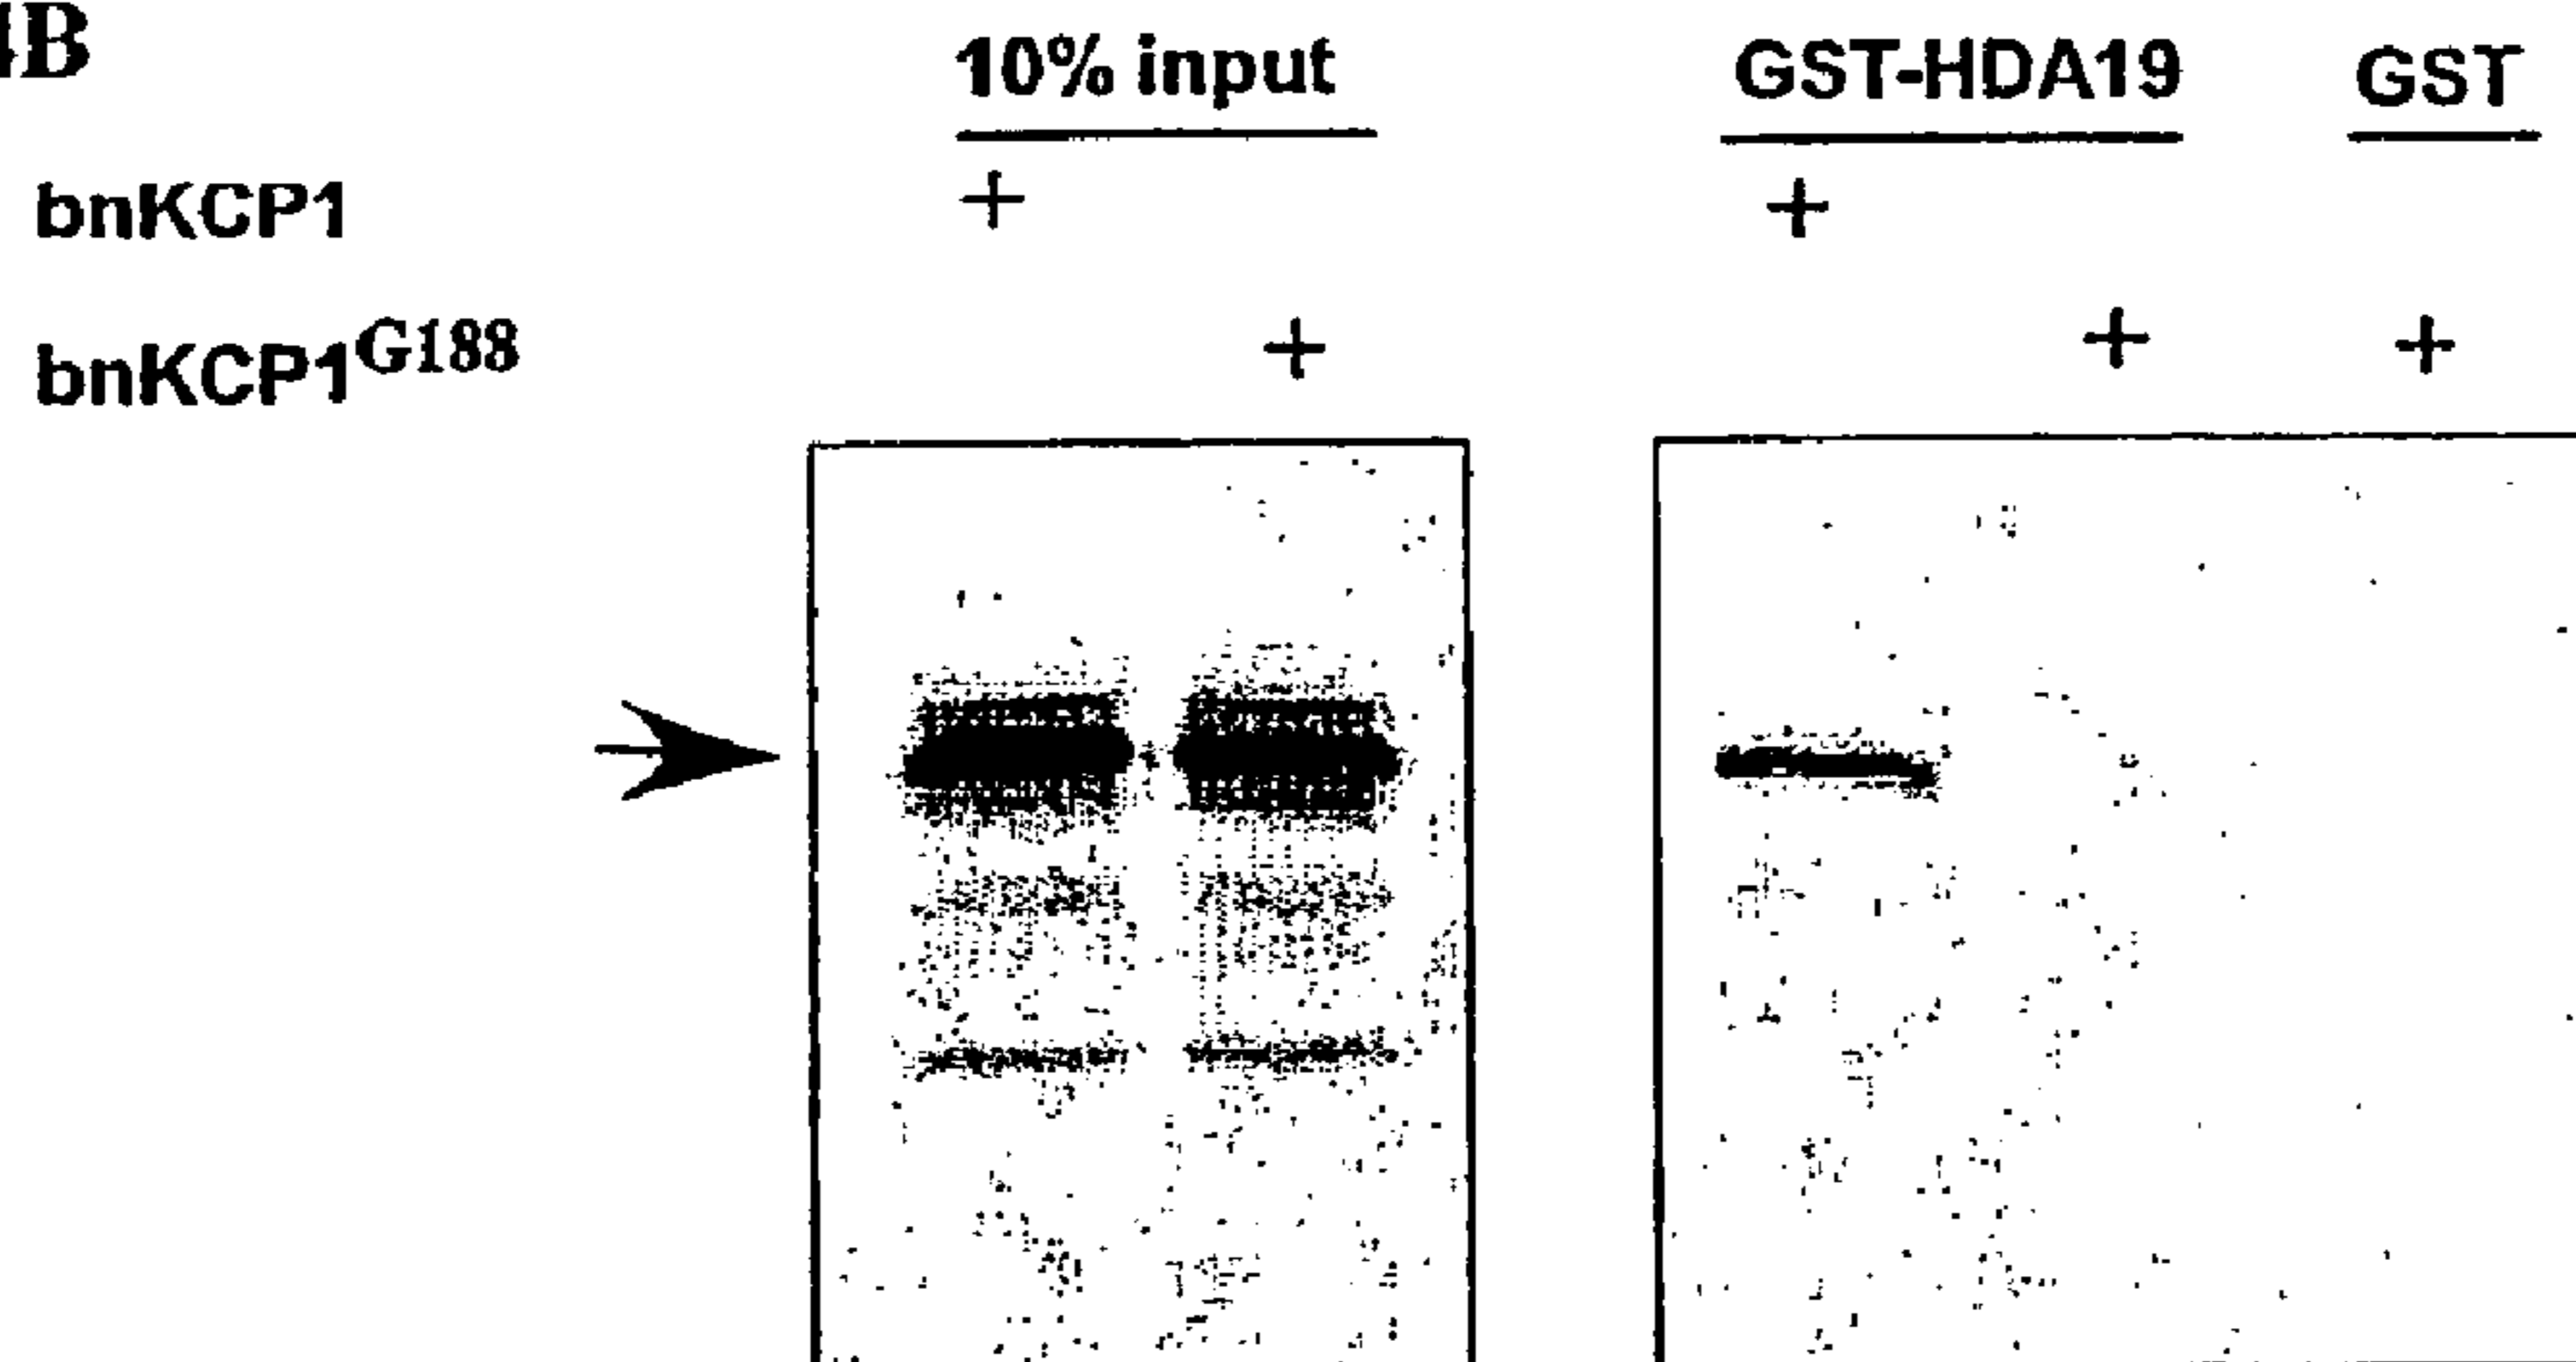 4B
10% input GST-HDA19 GST
bnKCP1 + +
bnKCP1G188 + + +